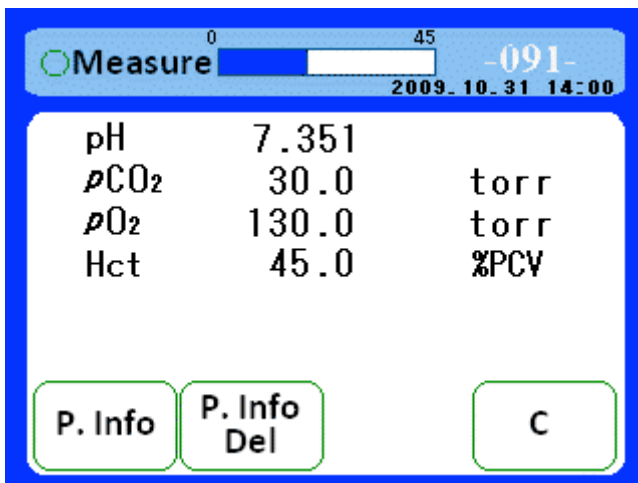 0 45
Measure -091-
2009.10.31 14:00
pH 7.351
pCO₂ 30.0 torr
pO₂ 130.0 torr
Hct 45.0 %PCV
P. Info P. Info Del C